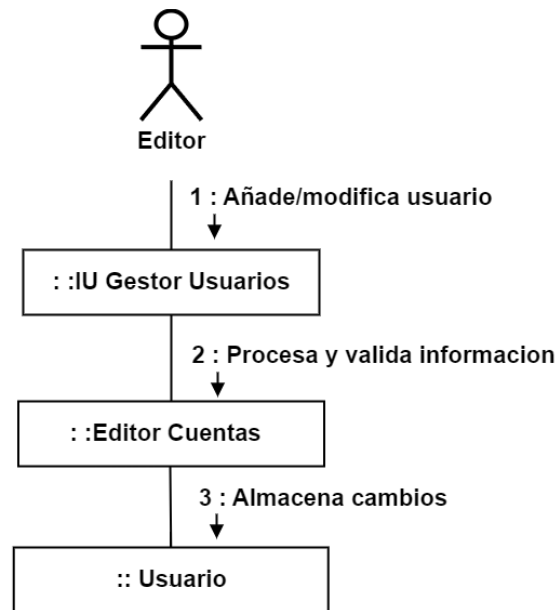 Editor
1 : Añade/modifica usuario
: :IU Gestor Usuarios
2 : Procesa y valida informacion
: :Editor Cuentas
3 : Almacena cambios
:: Usuario